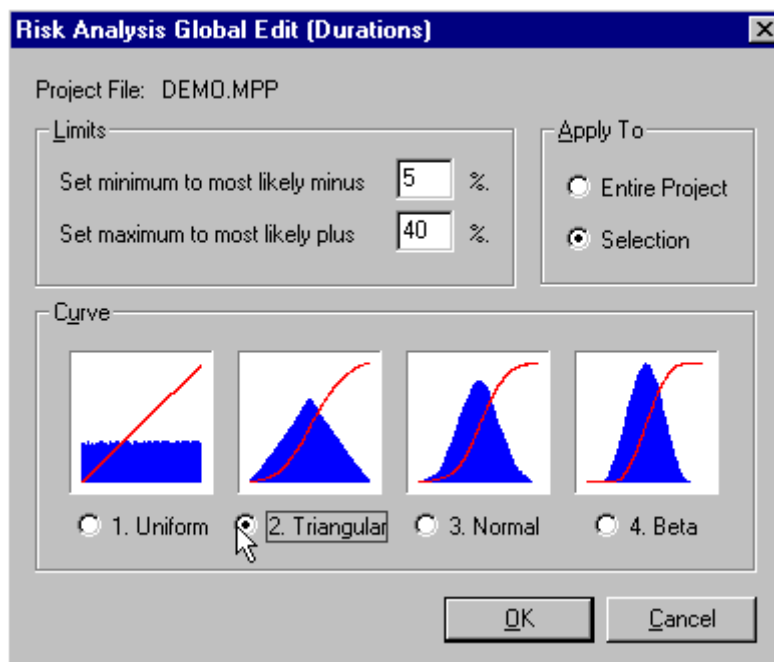 Risk Analysis Global Edit (Durations)
Project File: DEMO.MPP
Limits
Set minimum to most likely minus 5 %.
Set maximum to most likely plus 40 %.
Apply To
Entire Project
Selection
Curve
1. Uniform 2. Triangular 3. Normal 4. Beta
OK Cancel